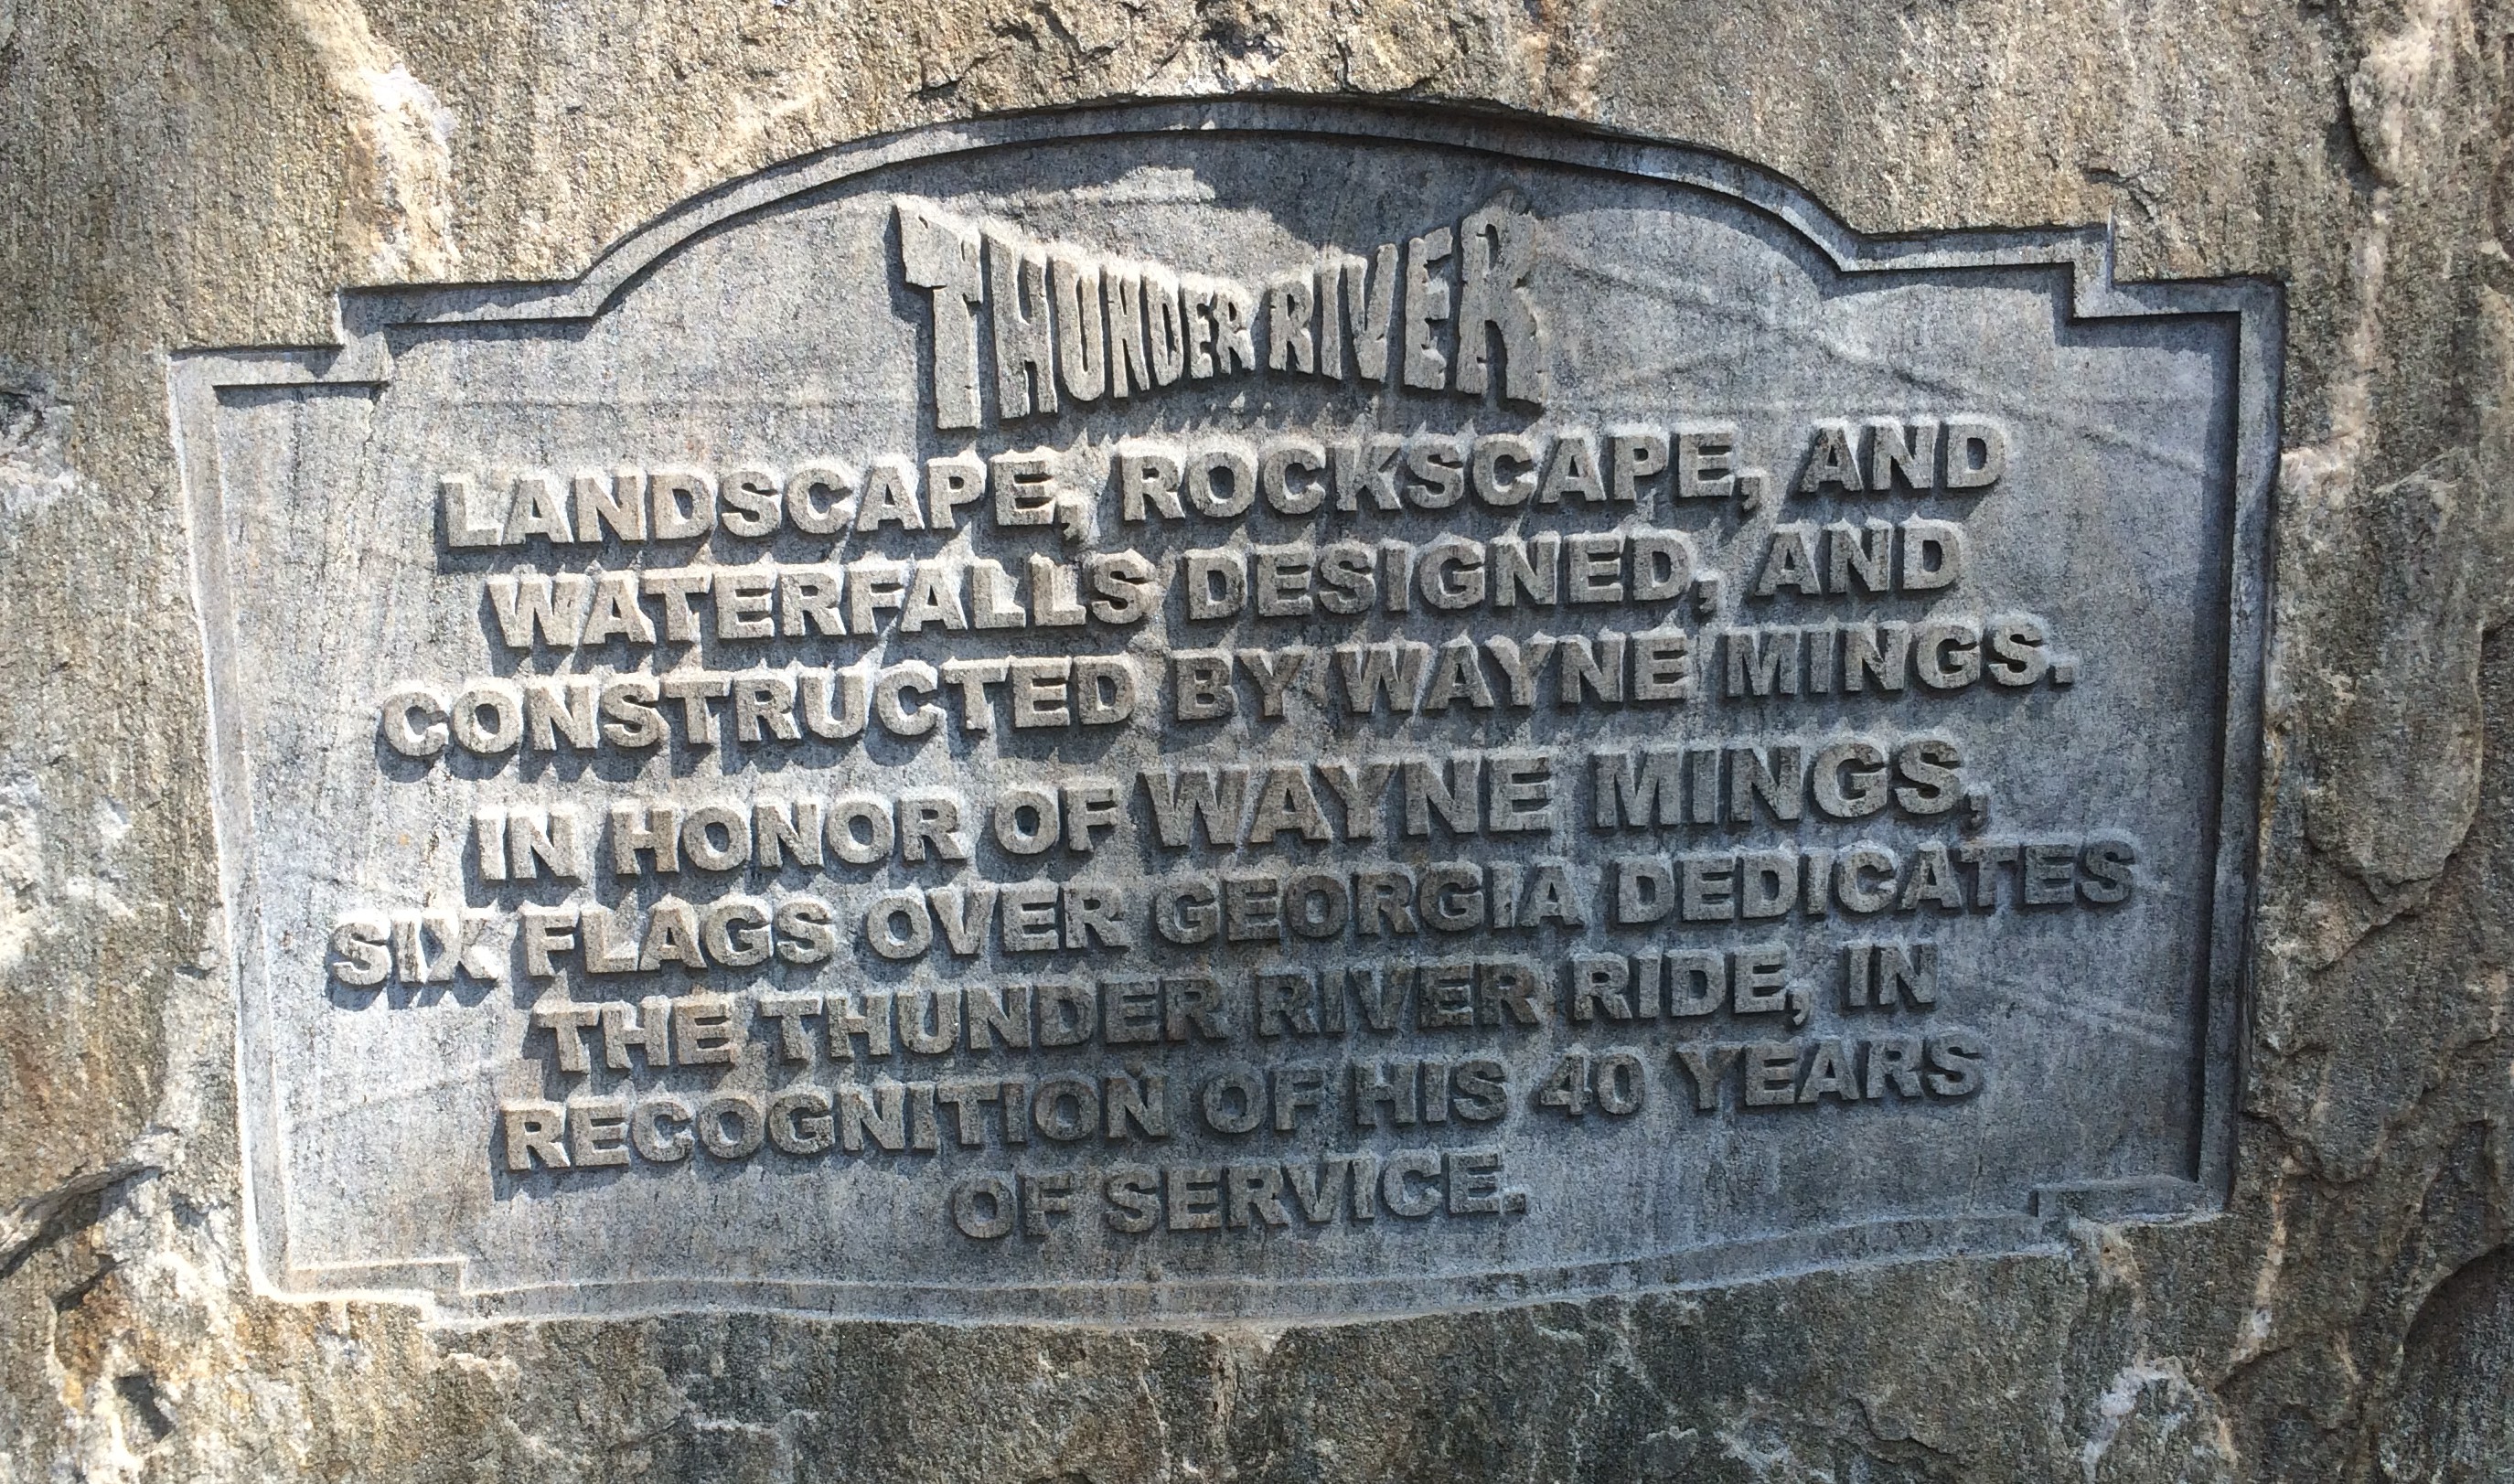 THUNDER RIVER
LANDSCAPE, ROCKSCAPE, AND
WATERFALLS DESIGNED, AND
CONSTRUCTED BY WAYNE MINGS.
IN HONOR OF WAYNE MINGS,
SIX FLAGS OVER GEORGIA DEDICATES
THE THUNDER RIVER RIDE, IN
RECOGNITION OF HIS 40 YEARS
OF SERVICE.